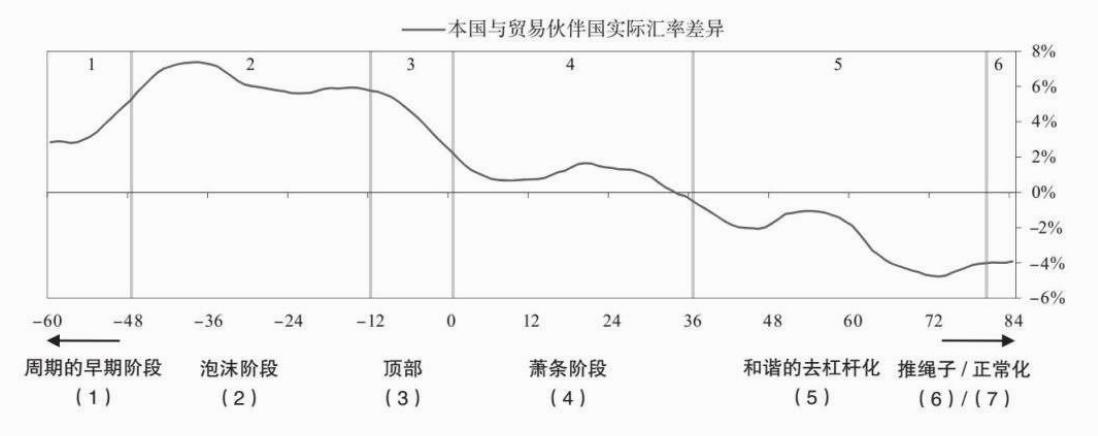 本国与贸易伙伴国实际汇率差异
1 2 3 4 5 6
8%
6%
4%
2%
0%
–2%
–4%
–6%
–60 –48 –36 –24 –12 0 12 24 36 48 60 72 84
周期的早期阶段 泡沫阶段 顶部 萧条阶段 和谐的去杠杆化 推绳子 / 正常化
(1) (2) (3) (4) (5) (6) / (7)